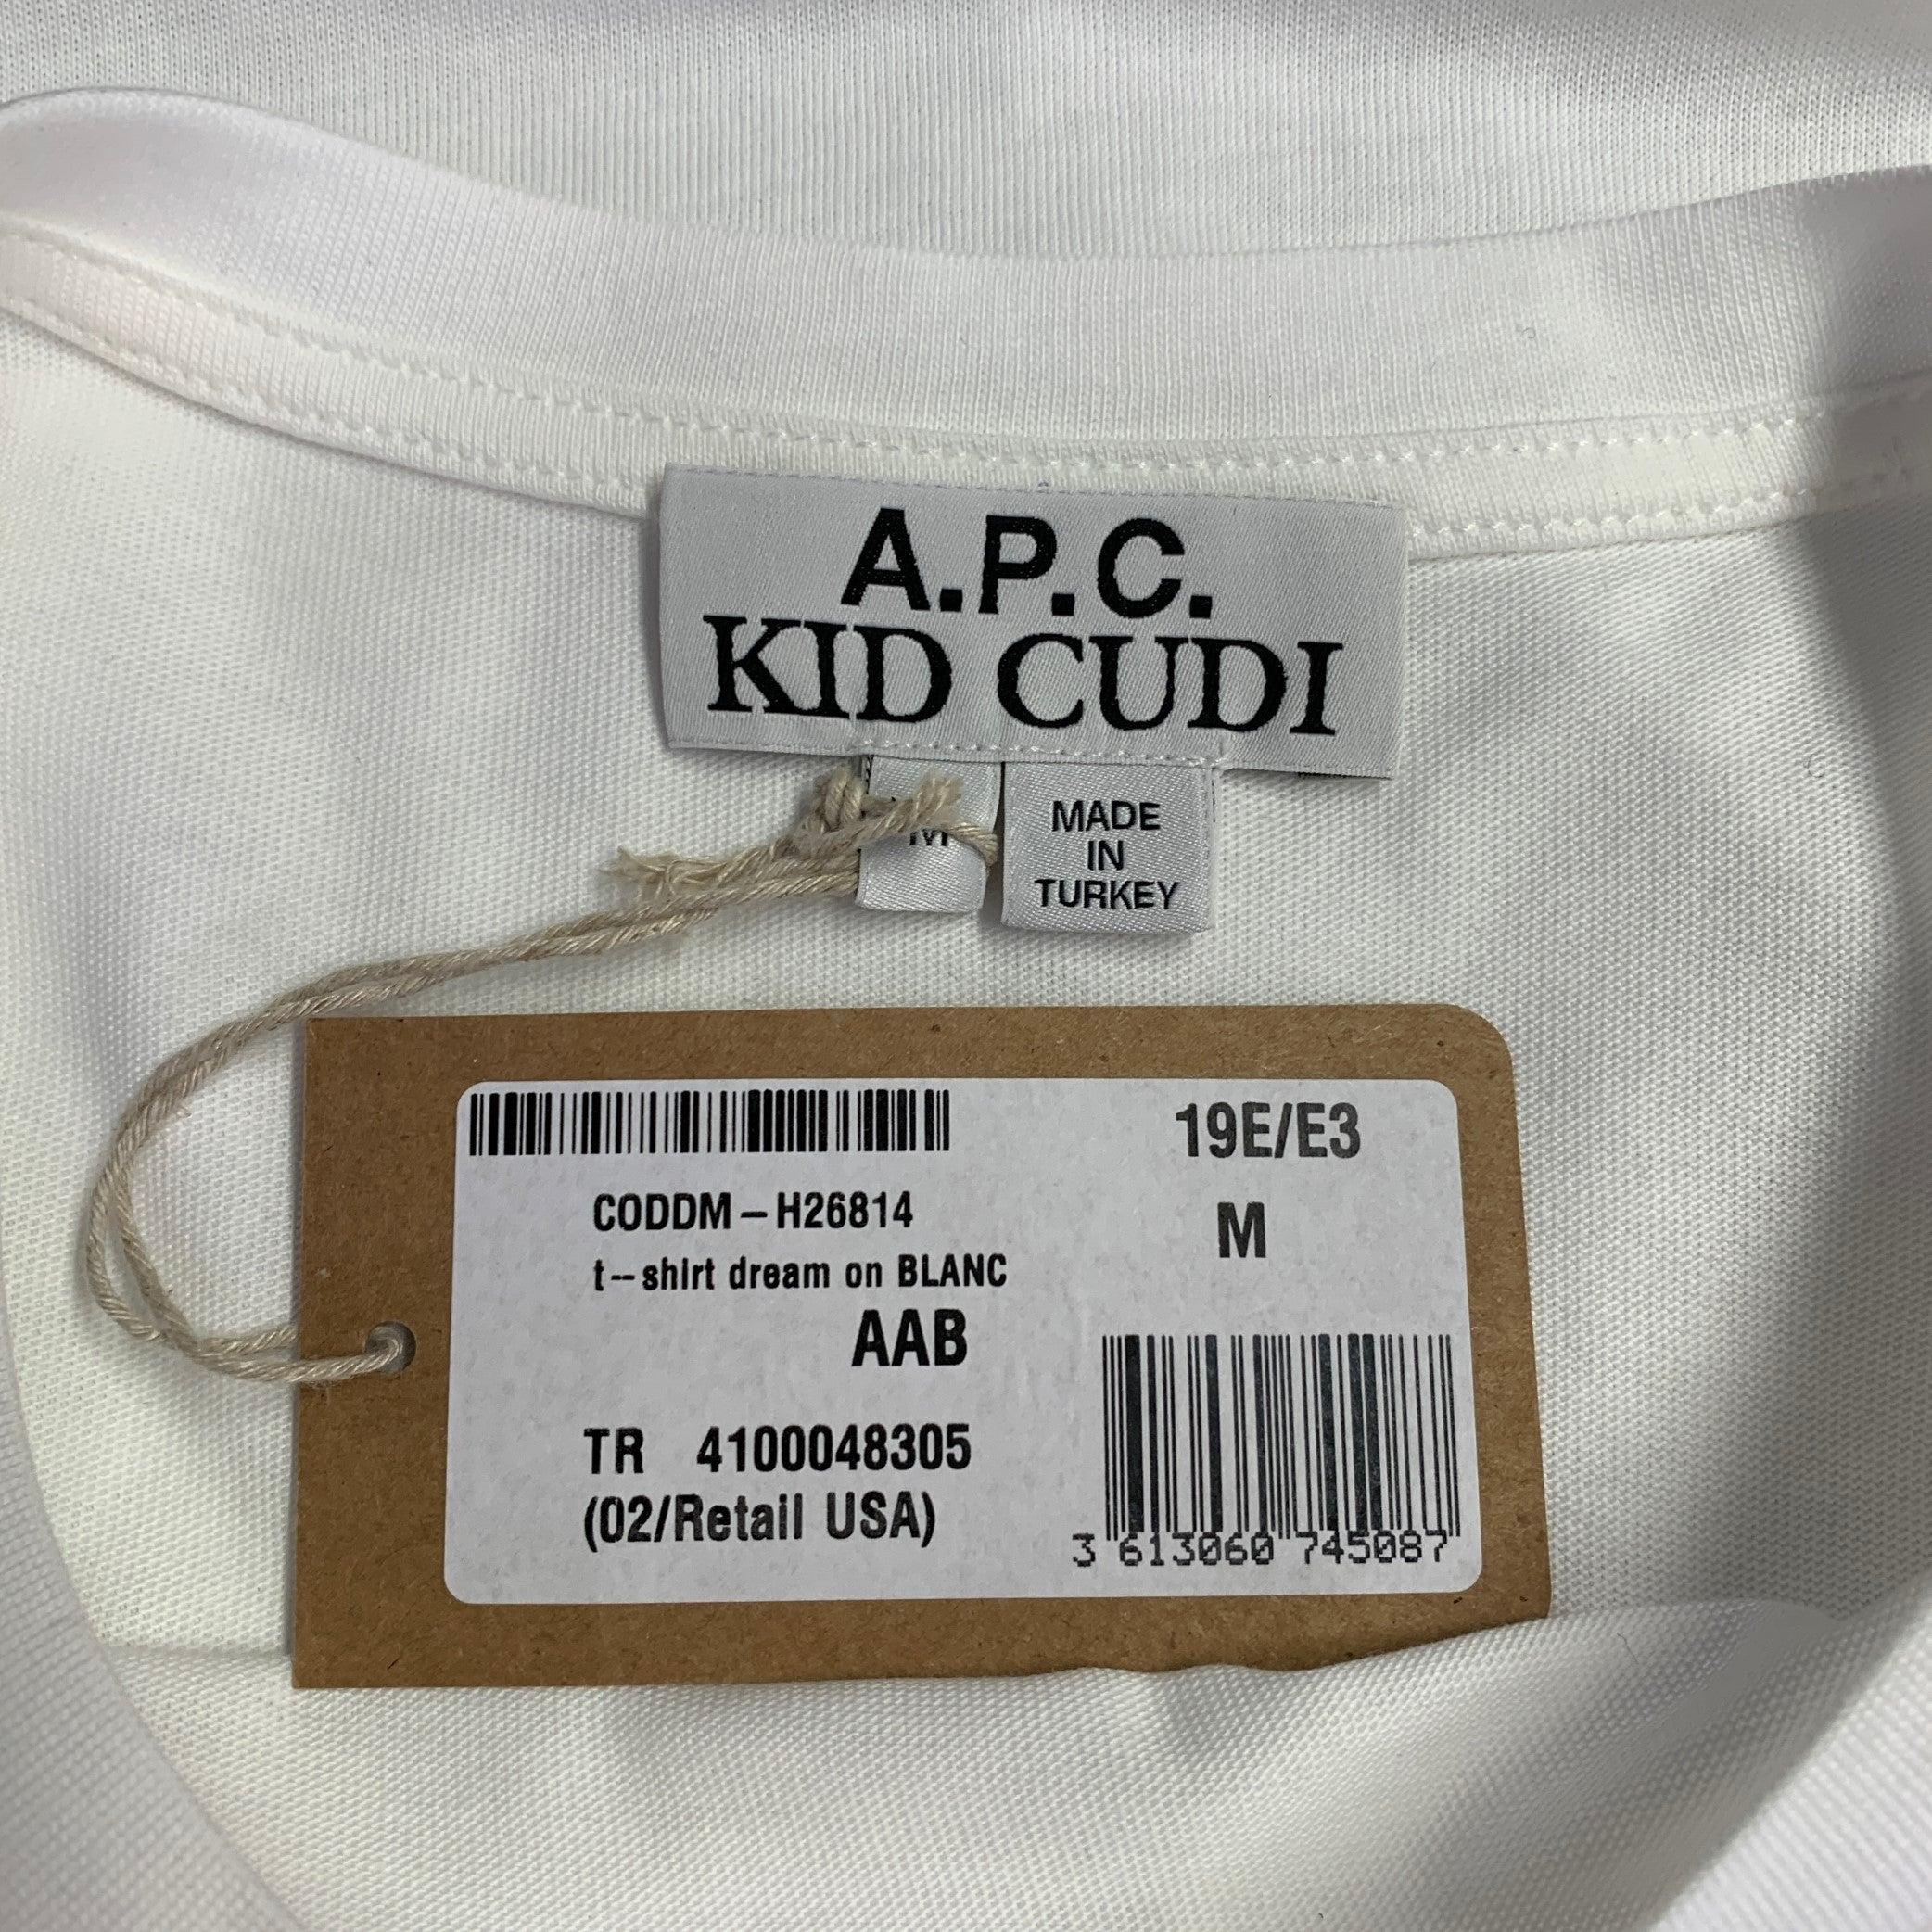 A.P.C.
KID CUDI
M
MADE
IN
TURKEY
19E/E3
CODDM-H26814
M
t-shirt dream on BLANC
AAB
TR 4100048305
(02/Retail USA)
3 613060 745087